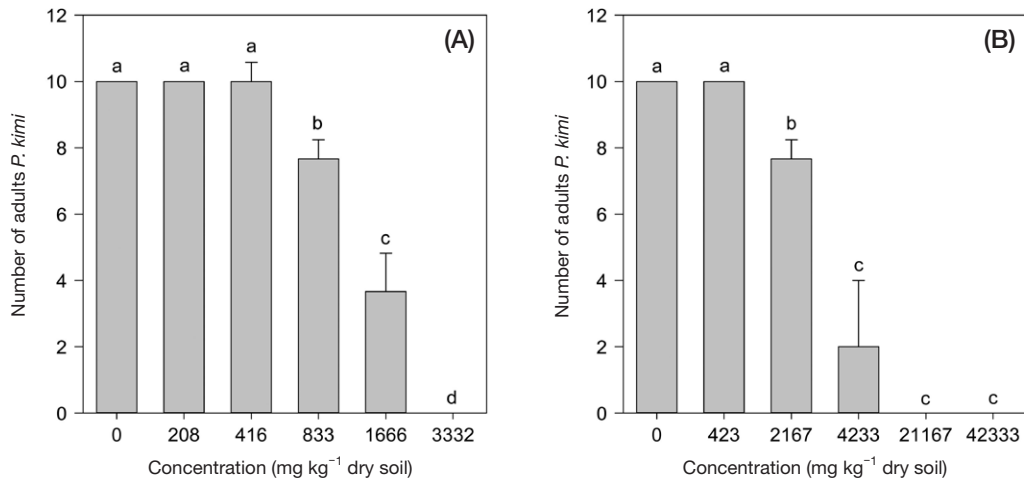 (A)
Number of adults P. kimi
12
10
8
6
4
2
0
a
a
a
b
c
d
0 208 416 833 1666 3332
Concentration (mg kg⁻¹ dry soil)
(B)
Number of adults P. kimi
12
10
8
6
4
2
0
a
a
b
c
c
c
0 423 2167 4233 21167 42333
Concentration (mg kg⁻¹ dry soil)